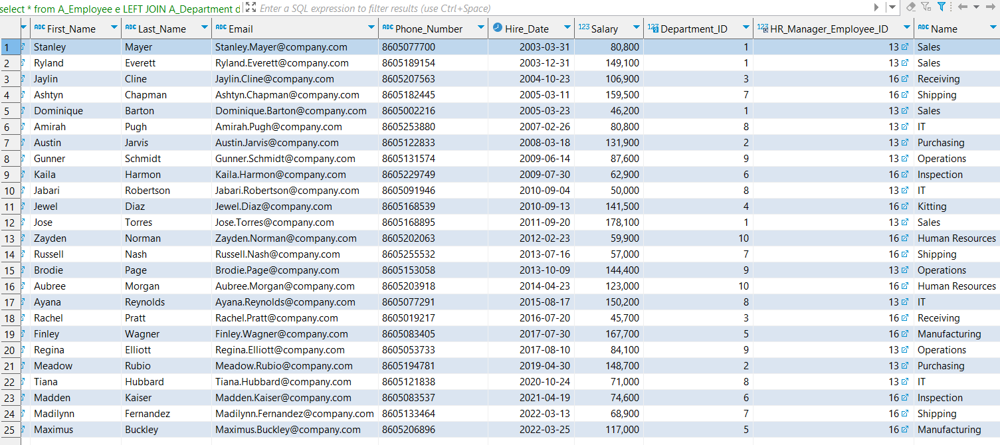 select * from A_Employee e LEFT JOIN A_Department d Enter a SQL expression to filter results (use Ctrl+Space)
ABC First_Name ABC Last_Name ABC Email ABC Phone_Number Hire_Date 123 Salary 123 Department_ID 123 HR_Manager_Employee_ID ABC Name
1 Stanley Mayer Stanley.Mayer@company.com 8605077700 2003-03-31 80,800 1 13 Sales
2 Ryland Everett Ryland.Everett@company.com 8605189154 2003-12-31 149,100 1 13 Sales
3 Jaylin Cline Jaylin.Cline@company.com 8605207563 2004-10-23 106,900 3 16 Receiving
4 Ashtyn Chapman Ashtyn.Chapman@company.com 8605182445 2005-03-11 159,500 7 16 Shipping
5 Dominique Barton Dominique.Barton@company.com 8605002216 2005-03-23 46,200 1 13 Sales
6 Amirah Pugh Amirah.Pugh@company.com 8605253880 2007-02-26 80,800 8 13 IT
7 Austin Jarvis Austin.Jarvis@company.com 8605122833 2008-03-18 131,900 2 13 Purchasing
8 Gunner Schmidt Gunner.Schmidt@company.com 8605131574 2009-06-14 87,600 9 13 Operations
9 Kaila Harmon Kaila.Harmon@company.com 8605229749 2009-07-30 62,900 6 16 Inspection
10 Jabari Robertson Jabari.Robertson@company.com 8605091946 2010-09-04 50,000 8 13 IT
11 Jewel Diaz Jewel.Diaz@company.com 8605168539 2010-09-13 141,500 4 16 Kitting
12 Jose Torres Jose.Torres@company.com 8605168895 2011-09-20 178,100 1 13 Sales
13 Zayden Norman Zayden.Norman@company.com 8605202063 2012-02-23 59,900 10 16 Human Resources
14 Russell Nash Russell.Nash@company.com 8605255532 2013-07-16 57,000 7 16 Shipping
15 Brodie Page Brodie.Page@company.com 8605153058 2013-10-09 144,400 9 13 Operations
16 Aubree Morgan Aubree.Morgan@company.com 8605203918 2014-04-23 123,000 10 16 Human Resources
17 Ayana Reynolds Ayana.Reynolds@company.com 8605077291 2015-08-17 150,200 8 13 IT
18 Rachel Pratt Rachel.Pratt@company.com 8605019217 2016-07-20 45,700 3 16 Receiving
19 Finley Wagner Finley.Wagner@company.com 8605083405 2017-07-30 167,700 5 16 Manufacturing
20 Regina Elliott Regina.Elliott@company.com 8605053733 2017-08-10 84,100 9 13 Operations
21 Meadow Rubio Meadow.Rubio@company.com 8605194781 2019-04-30 148,700 2 13 Purchasing
22 Tiana Hubbard Tiana.Hubbard@company.com 8605121838 2020-10-24 71,000 8 13 IT
23 Madden Kaiser Madden.Kaiser@company.com 8605083537 2021-04-19 74,600 6 16 Inspection
24 Madilynn Fernandez Madilynn.Fernandez@company.com 8605133464 2022-03-13 68,900 7 16 Shipping
25 Maximus Buckley Maximus.Buckley@company.com 8605206896 2022-03-25 117,000 5 16 Manufacturing